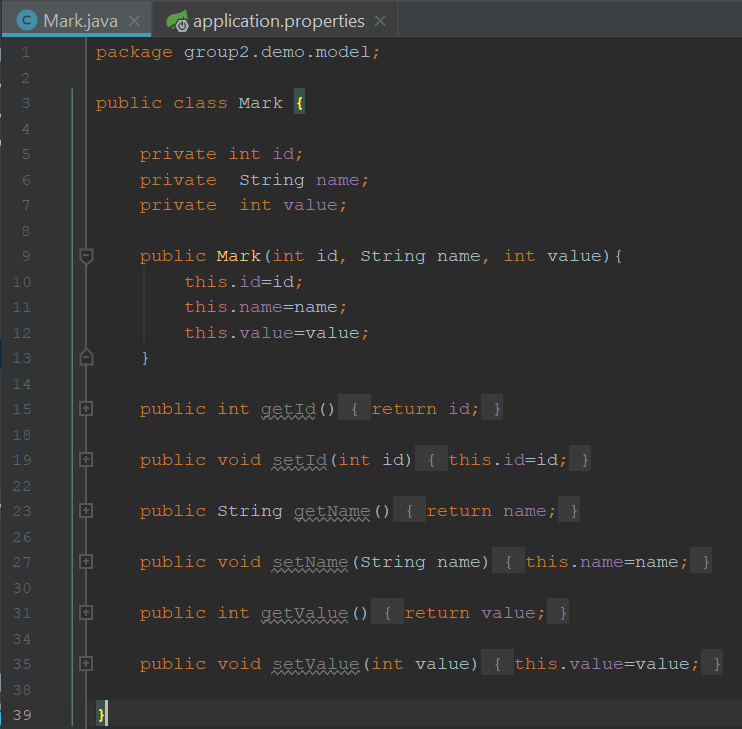 Mark.java application.properties
1 package group2.demo.model;
2
3 public class Mark {
4
5 private int id;
6 private  String name;
7 private  int value;
8
9 public Mark(int id, String name, int value){
10 this.id=id;
11 this.name=name;
12 this.value=value;
13 }
14
15 public int getId() { return id; }
18
19 public void setId(int id) { this.id=id; }
22
23 public String getName() { return name; }
26
27 public void setName(String name) { this.name=name; }
30
31 public int getValue() { return value; }
34
35 public void setValue(int value) { this.value=value; }
38
39 }